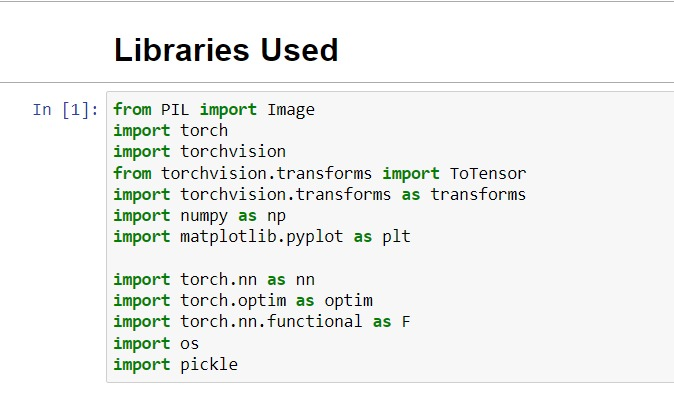 Libraries Used
In [1]: from PIL import Image
import torch
import torchvision
from torchvision.transforms import ToTensor
import torchvision.transforms as transforms
import numpy as np
import matplotlib.pyplot as plt
import torch.nn as nn
import torch.optim as optim
import torch.nn.functional as F
import os
import pickle